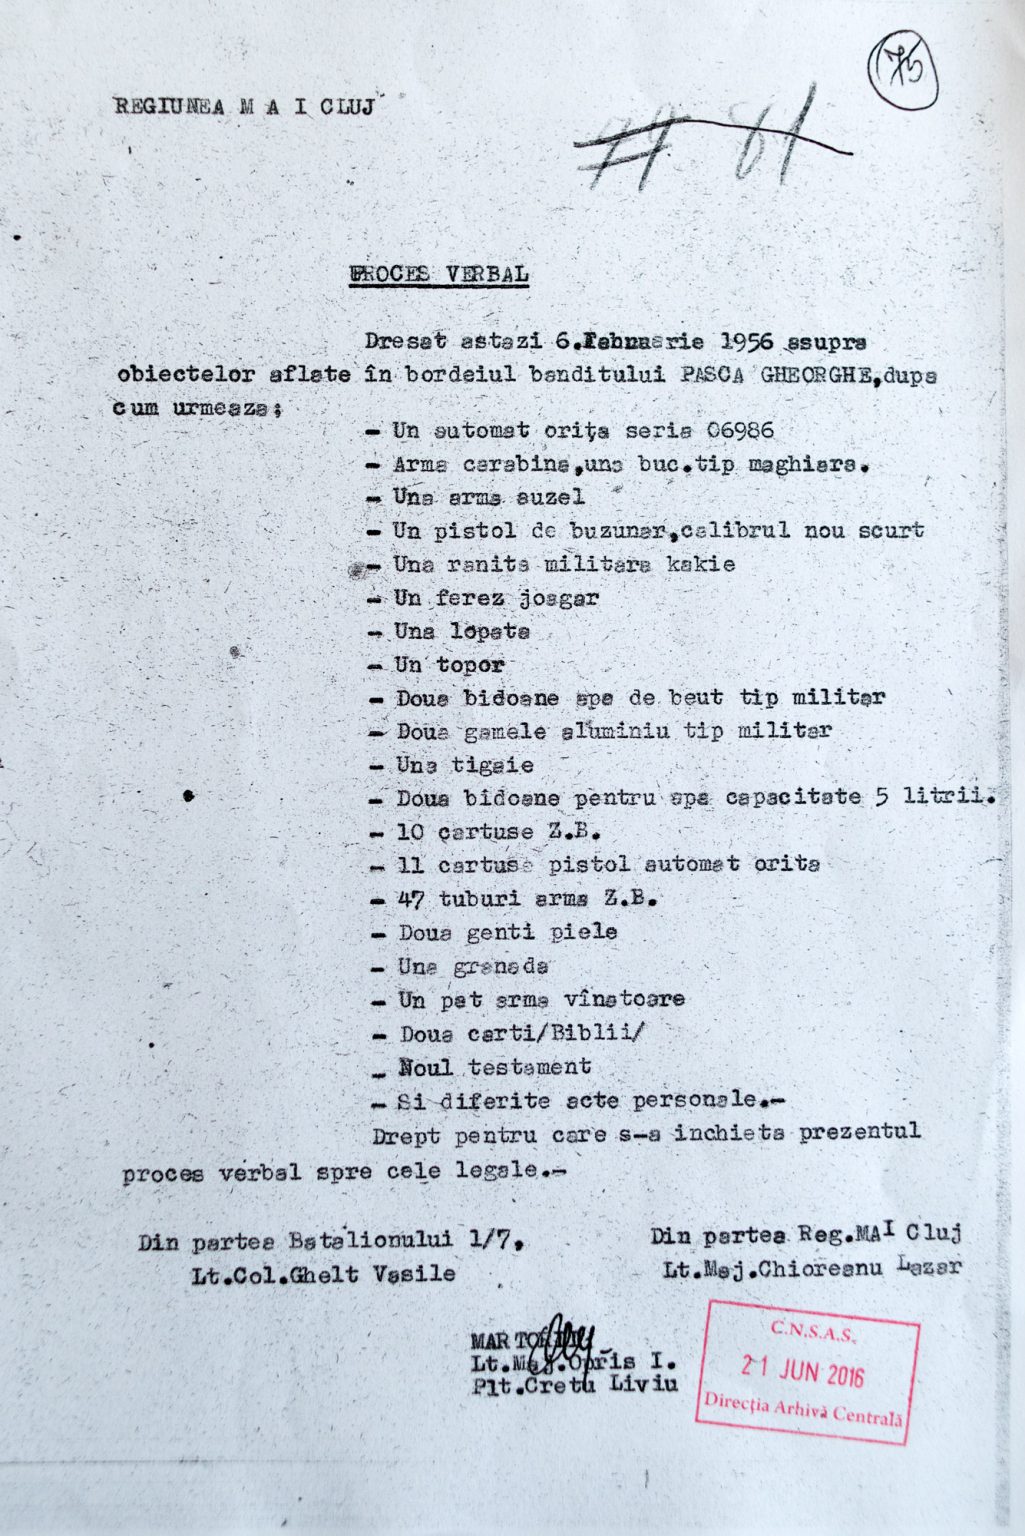 75
REGIUNEA M A I CLUJ
79 81
PROCES VERBAL
Dresat astazi 6.Februarie 1956 asupra
obiectelor aflate în bordeiul banditului PASCA GHEORGHE,dupa
cum urmeaza;
- Un automat orița seria 06986
- Arma carabina,una buc.tip maghiara.
- Una arma auzel
- Un pistol de buzunar,calibrul nou scurt
- Una ranita militara kakie
- Un ferez joagar
- Una lopata
- Un topor
- Doua bidoane apa de beut tip militar
- Doua gamele aluminiu tip militar
- Una tigaie
- Doua bidoane pentru apa capacitate 5 litrii.
- 10 cartuse Z.B.
- 11 cartuse pistol automat orita
- 47 tuburi arma Z.B.
- Doua genti piele
- Una granada
- Un pat arma vînatoare
- Doua carti/Biblii/
- Noul testament
- Si diferite acte personale.-
Drept pentru care s-a inchieta prezentul
proces verbal spre cele legale.-
Din partea Batalionului 1/7,
Lt.Col.Ghelt Vasile
Din partea Reg.MAI Cluj
Lt.Maj.Chioreanu Lazar
MARTORII
Lt.Maj.Opris I.
Plt.Cretu Liviu
C.N.S.A.S.
21 JUN 2016
Direcția Arhivă Centrală